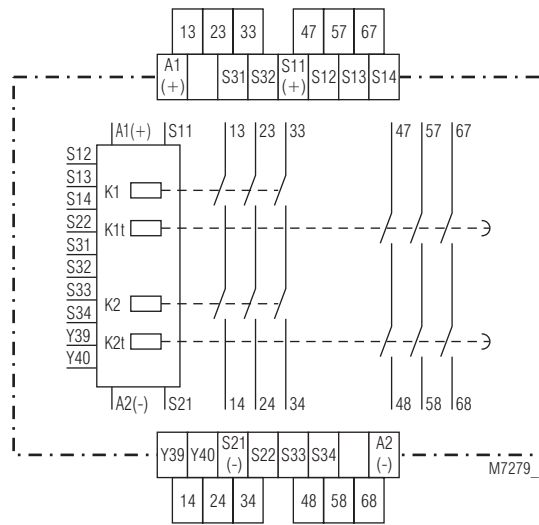 13 23 33 47 57 67
A1 (+) S31 S32 S11 (+) S12 S13 S14
A1(+) S11 13 23 33 47 57 67
S12
S13
S14
S22
S31
S32
S33
S34
Y39
Y40
K1
K1t
K2
K2t
A2(-) S21 14 24 34 48 58 68
Y39 Y40 S21 (-) S22 S33 S34 A2 (-)
M7279_
14 24 34 48 58 68